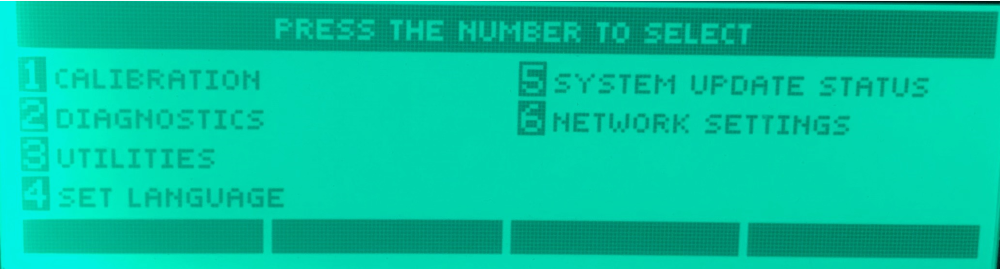 PRESS THE NUMBER TO SELECT
1 CALIBRATION
2 DIAGNOSTICS
3 UTILITIES
4 SET LANGUAGE
5 SYSTEM UPDATE STATUS
6 NETWORK SETTINGS